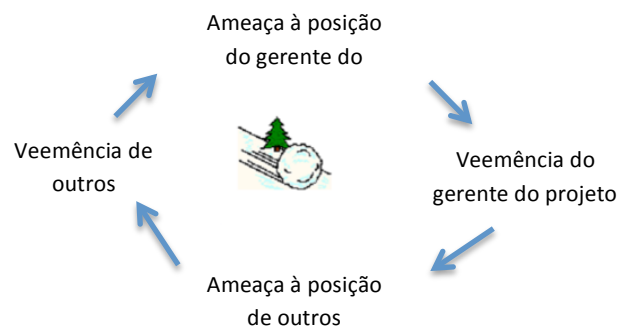 Ameaça à posição
do gerente do
Veemência do
gerente do projeto
Ameaça à posição
de outros
Veemência de
outros